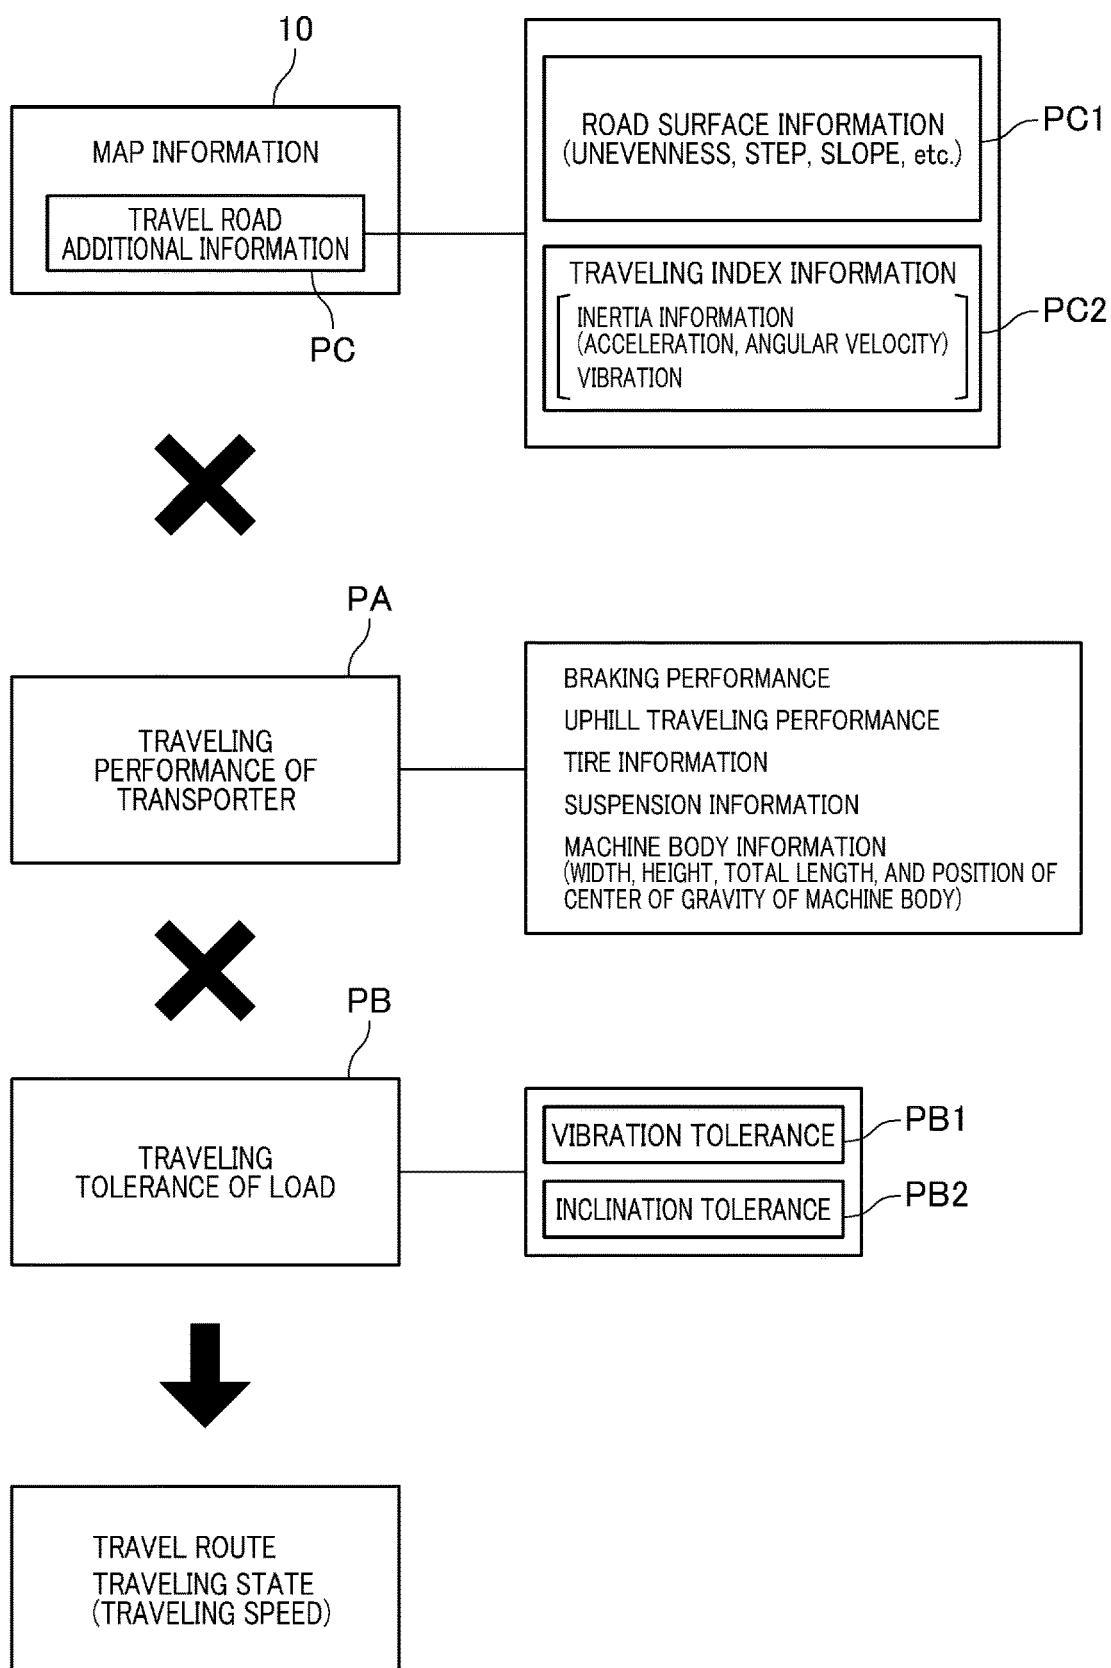 10
MAP INFORMATION
TRAVEL ROAD
ADDITIONAL INFORMATION
PC
ROAD SURFACE INFORMATION
(UNEVENNESS, STEP, SLOPE, etc.)
PC1
TRAVELING INDEX INFORMATION
INERTIA INFORMATION
(ACCELERATION, ANGULAR VELOCITY)
VIBRATION
PC2
PA
TRAVELING
PERFORMANCE OF
TRANSPORTER
BRAKING PERFORMANCE
UPHILL TRAVELING PERFORMANCE
TIRE INFORMATION
SUSPENSION INFORMATION
MACHINE BODY INFORMATION
(WIDTH, HEIGHT, TOTAL LENGTH, AND POSITION OF
CENTER OF GRAVITY OF MACHINE BODY)
PB
TRAVELING
TOLERANCE OF LOAD
VIBRATION TOLERANCE
PB1
INCLINATION TOLERANCE
PB2
TRAVEL ROUTE
TRAVELING STATE
(TRAVELING SPEED)